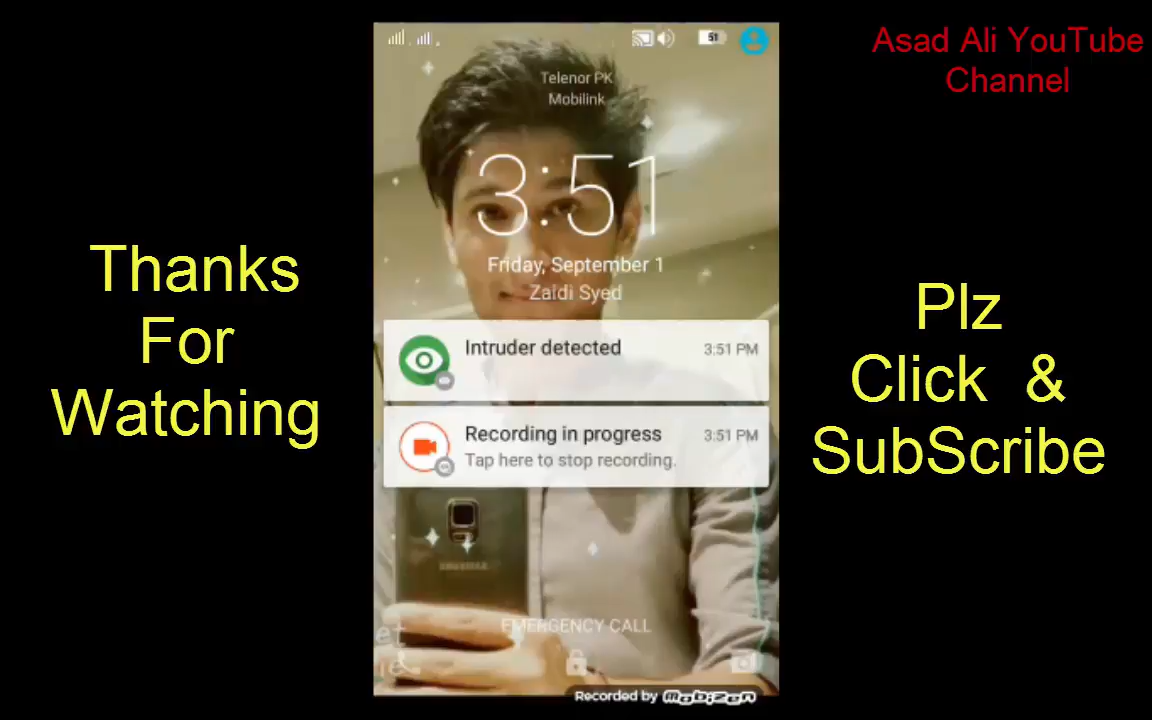 Asad Ali YouTube
Channel
51
Telenor PK
Mobilink
3:51
Friday, September 1
Zaidi Syed
Thanks
For
Watching
Intruder detected 3:51 PM
Recording in progress 3:51 PM
Tap here to stop recording.
Plz
Click &
SubScribe
SAMSUNG
EMERGENCY CALL
Recorded by Mobizen